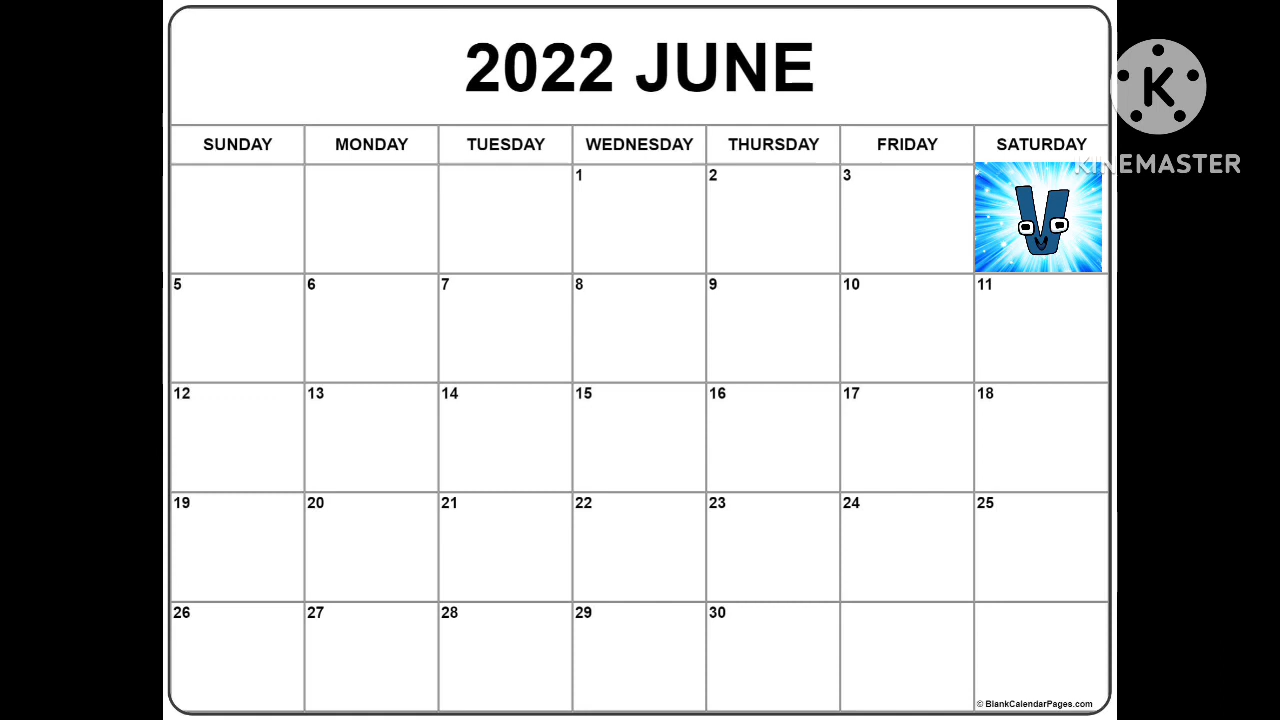 2022 JUNE
SUNDAY MONDAY TUESDAY WEDNESDAY THURSDAY FRIDAY SATURDAY
K
KINEMASTER
1 2 3
V
5 6 7 8 9 10 11
12 13 14 15 16 17 18
19 20 21 22 23 24 25
26 27 28 29 30
© BlankCalendarPages.com